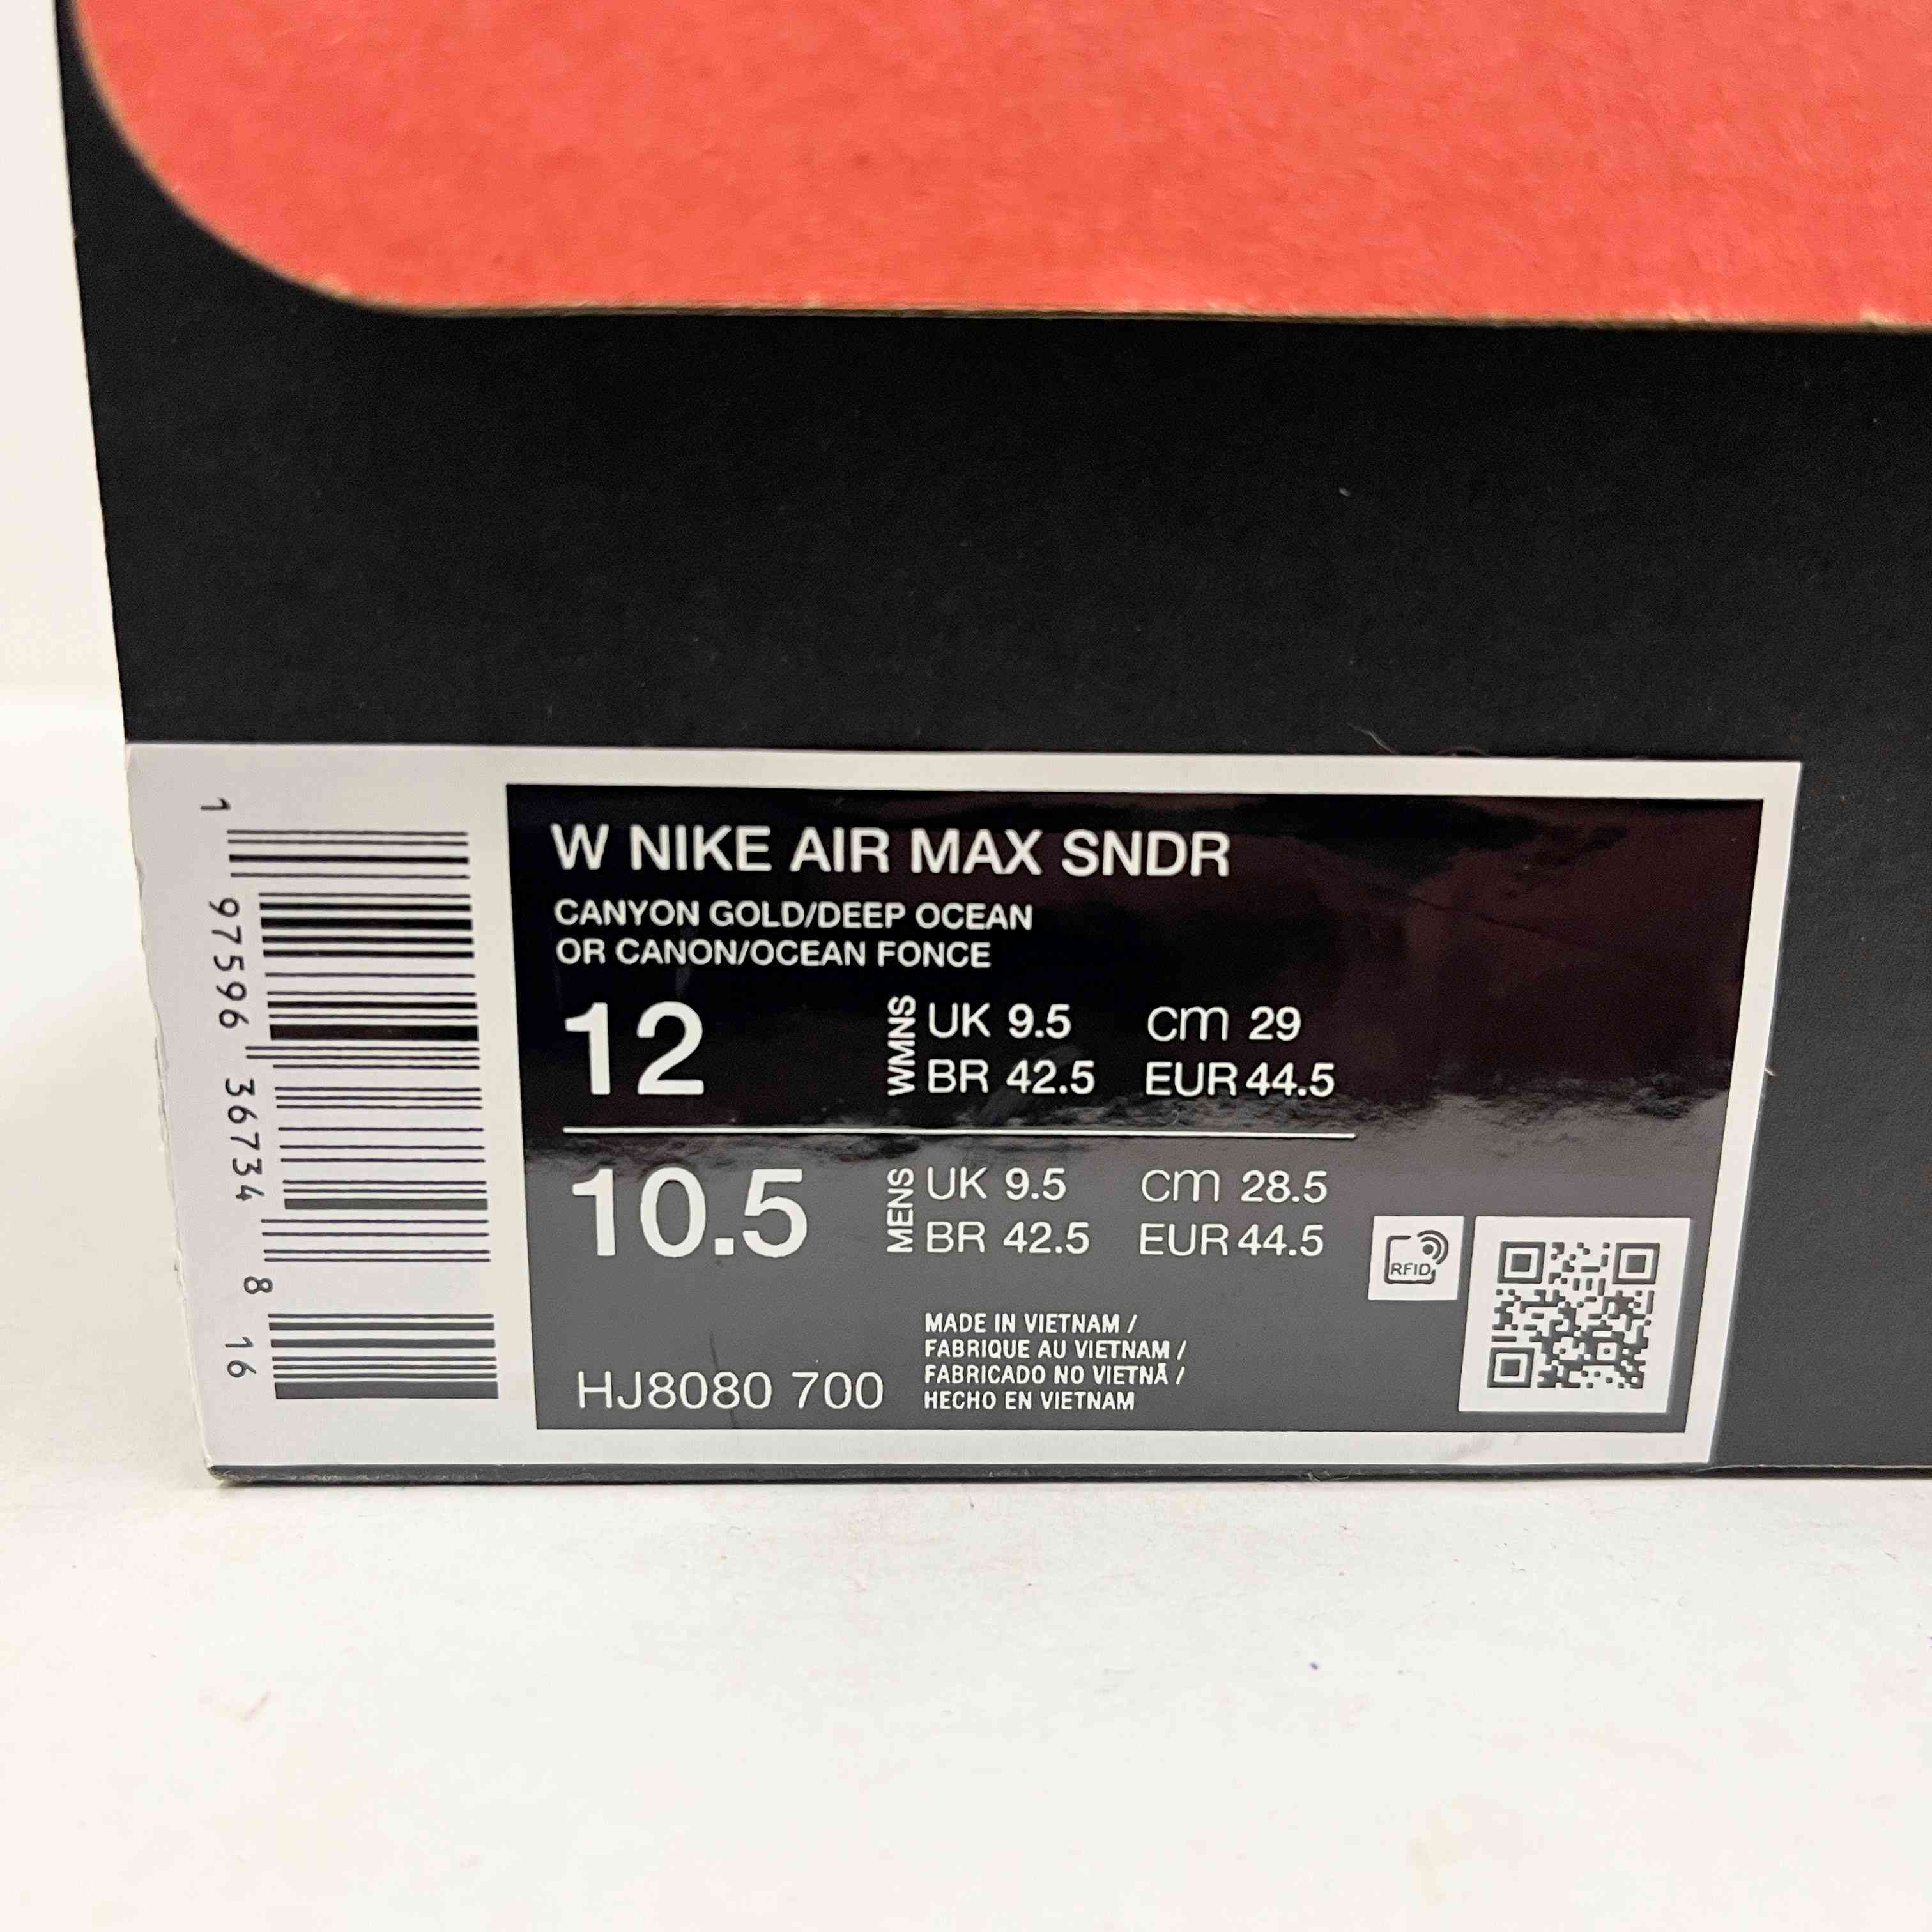 W NIKE AIR MAX SNDR
CANYON GOLD/DEEP OCEAN
OR CANON/OCEAN FONCE
12 WMNS UK 9.5 cm 29
BR 42.5 EUR 44.5
10.5 MENS UK 9.5 cm 28.5
BR 42.5 EUR 44.5
RFID
MADE IN VIETNAM /
FABRIQUE AU VIETNAM /
FABRICADO NO VIETNÃ /
HECHO EN VIETNAM
HJ8080 700
1 97596 36734 8 16